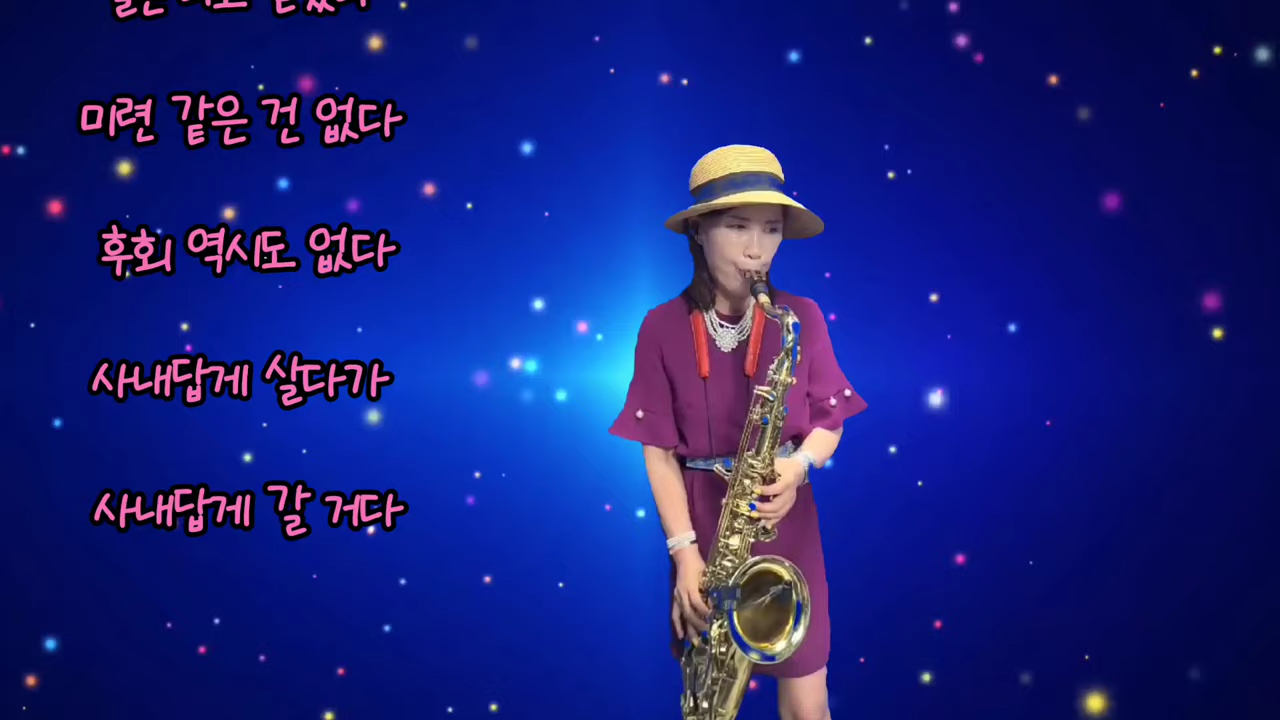 미련 같은 건 없다
후회 역시도 없다
사내답게 살다가
사내답게 갈 거다